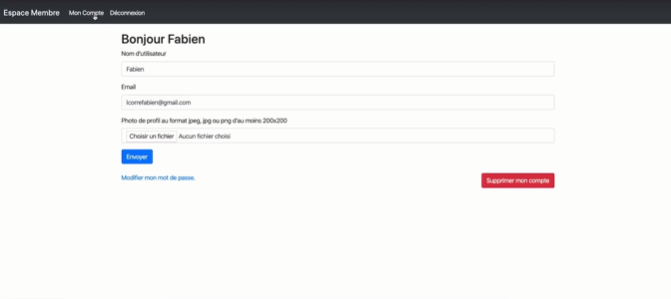 Espace Membre Mon Compte Déconnexion
Bonjour Fabien
Nom d'utilisateur
Fabien
Email
lcorrefabien@gmail.com
Photo de profil au format jpeg, jpg ou png d'au moins 200x200
Choisir un fichier Aucun fichier choisi
Envoyer
Modifier mon mot de passe. Supprimer mon compte